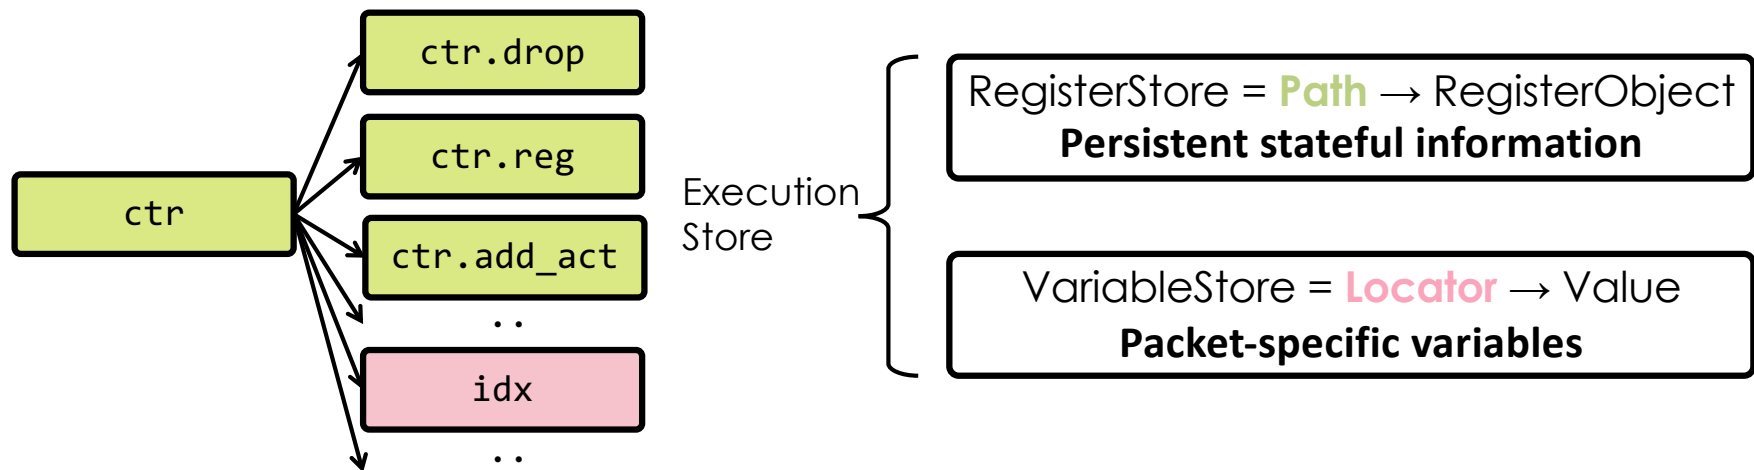 ctr
ctr.drop
ctr.reg
ctr.add_act
..
idx
..
Execution
Store
RegisterStore = Path → RegisterObject
Persistent stateful information
VariableStore = Locator → Value
Packet-specific variables